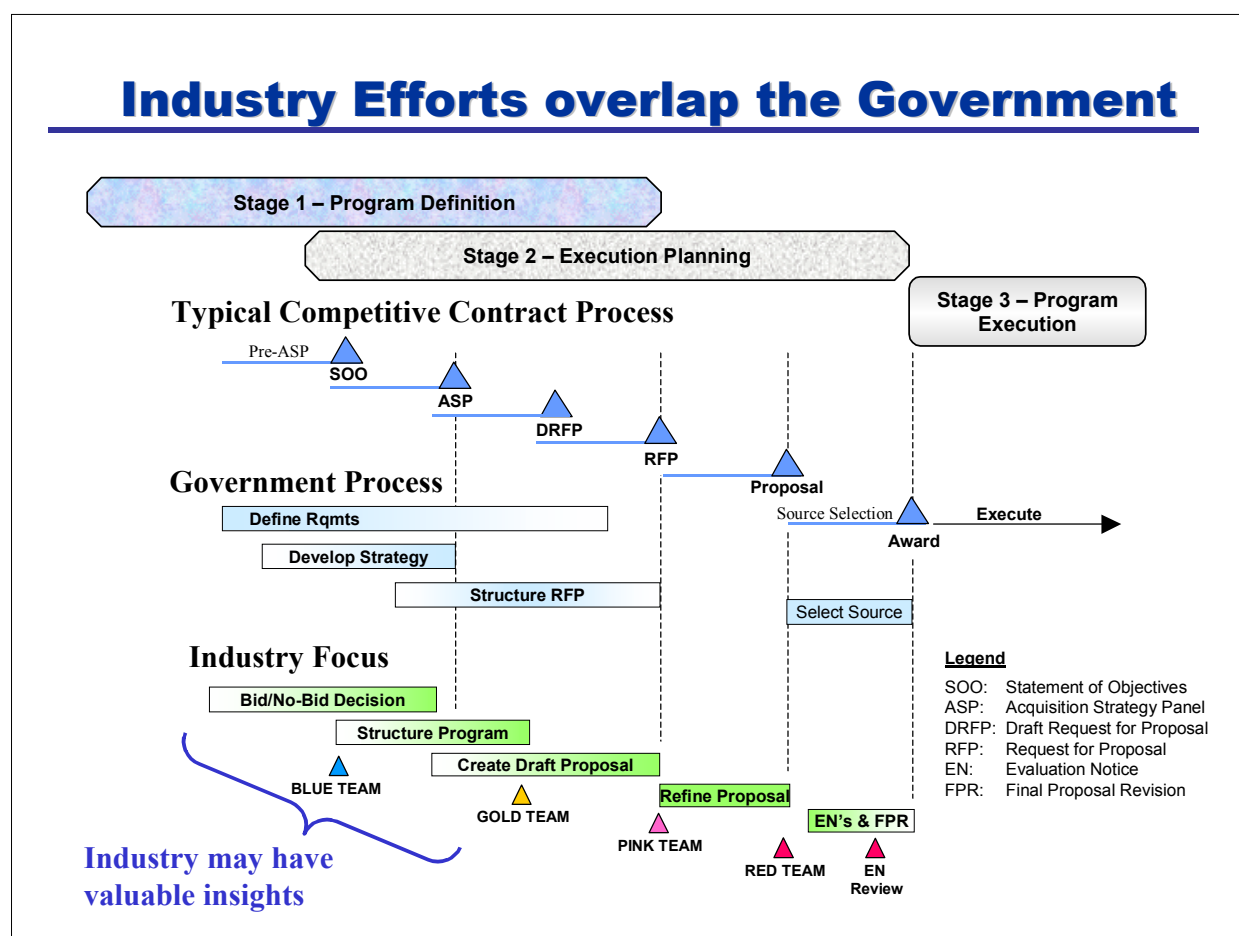 Industry Efforts overlap the Government
Stage 1 – Program Definition
Stage 2 – Execution Planning
Stage 3 – Program
Execution
Typical Competitive Contract Process
Pre-ASP
SOO
ASP
DRFP
RFP
Proposal
Source Selection
Award
Execute
Government Process
Define Rqmts
Develop Strategy
Structure RFP
Select Source
Industry Focus
Bid/No-Bid Decision
Structure Program
Create Draft Proposal
Refine Proposal
EN's & FPR
BLUE TEAM
GOLD TEAM
PINK TEAM
RED TEAM
EN
Review
Industry may have
valuable insights
Legend
SOO: Statement of Objectives
ASP: Acquisition Strategy Panel
DRFP: Draft Request for Proposal
RFP: Request for Proposal
EN: Evaluation Notice
FPR: Final Proposal Revision